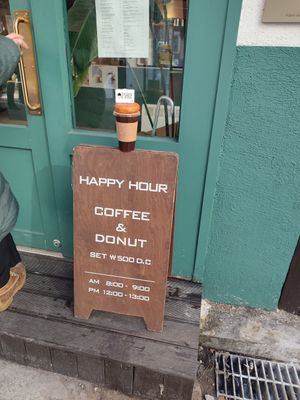 HAPPY HOUR
COFFEE
&
DONUT
SET ₩500 D.C
AM 8:00 - 9:00
PM 12:00 - 13:00